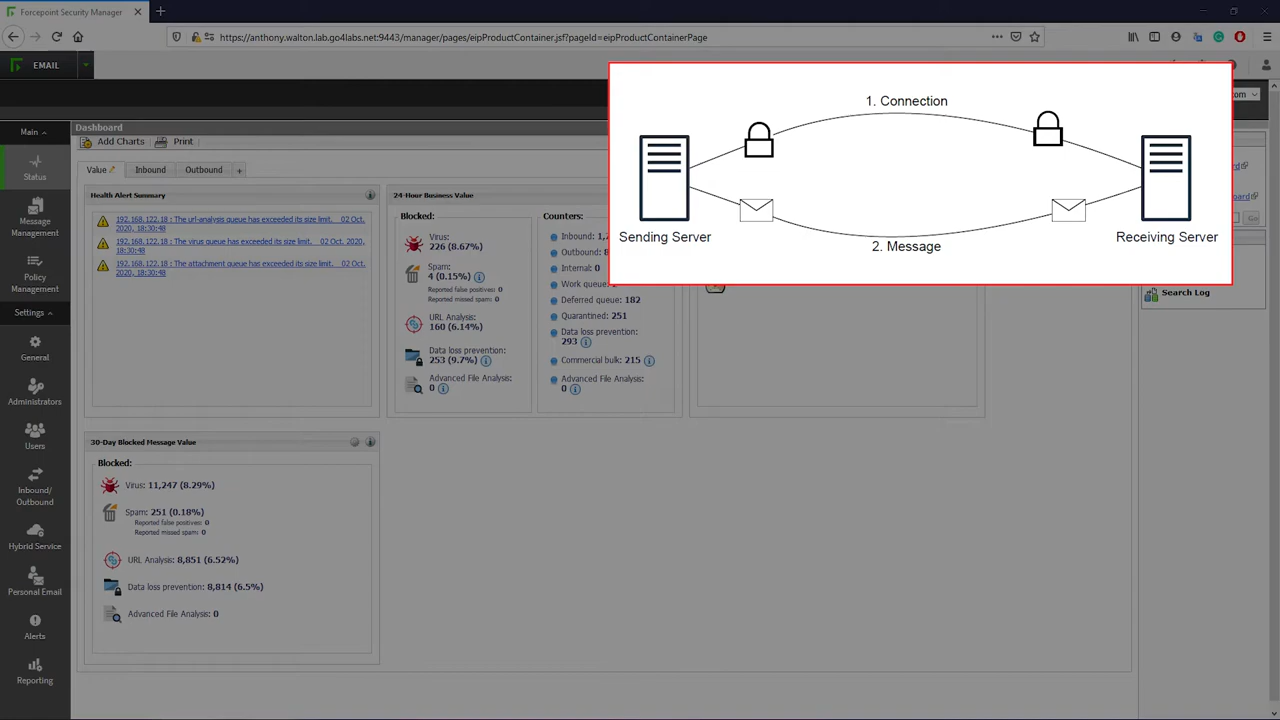 Forcepoint Security Manager
https://anthony.walton.lab.go4labs.net:9443/manager/pages/eipProductContainer.jsf?pageId=eipProductContainerPage
EMAIL
Main
Status
Message
Management
Policy
Management
Settings
General
Administrators
Users
Inbound/
Outbound
Hybrid Service
Personal Email
Alerts
Reporting
Dashboard
Add Charts
Print
Value
Inbound
Outbound
+
Health Alert Summary
192.168.122.18 : The url-analysis queue has exceeded its size limit. 02 Oct.
2020, 18:30:48
192.168.122.18 : The virus queue has exceeded its size limit. 02 Oct. 2020,
18:30:48
192.168.122.18 : The attachment queue has exceeded its size limit. 02 Oct.
2020, 18:30:48
24-Hour Business Value
Blocked:
Virus:
226 (8.67%)
Spam:
4 (0.15%)
Reported false positives: 0
Reported missed spam: 0
URL Analysis:
160 (6.14%)
Data loss prevention:
253 (9.7%)
Advanced File Analysis:
0
Counters:
Inbound:
Outbound:
Internal: 0
Work queue:
Deferred queue: 182
Quarantined: 251
Data loss prevention:
293
Commercial bulk: 215
Advanced File Analysis:
0
1. Connection
Sending Server
Receiving Server
2. Message
com
Go
Search Log
30-Day Blocked Message Value
Blocked:
Virus: 11,247 (8.29%)
Spam: 251 (0.18%)
Reported false positives: 0
Reported missed spam: 0
URL Analysis: 8,851 (6.52%)
Data loss prevention: 8,814 (6.5%)
Advanced File Analysis: 0